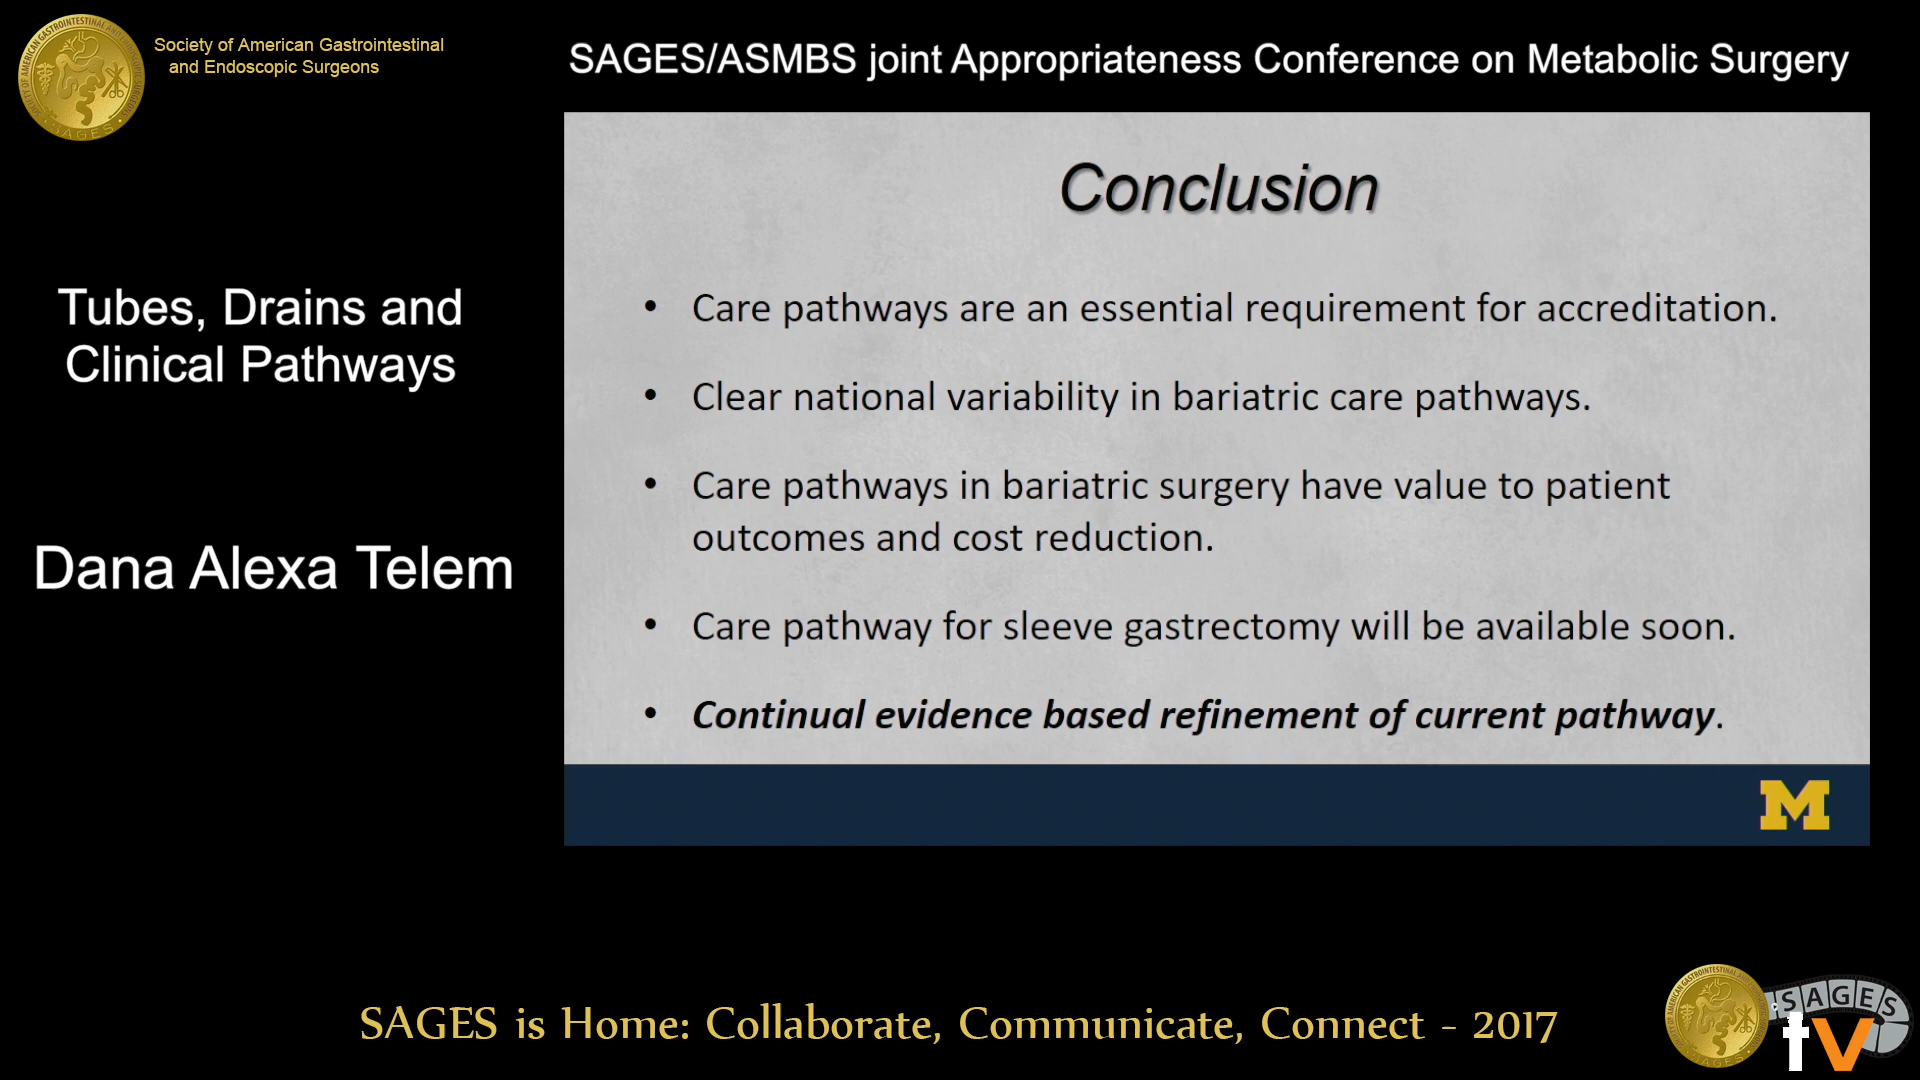 Society of American Gastrointestinal
and Endoscopic Surgeons
SAGES/ASMBS joint Appropriateness Conference on Metabolic Surgery
Tubes, Drains and
Clinical Pathways
Dana Alexa Telem
Conclusion
• Care pathways are an essential requirement for accreditation.
• Clear national variability in bariatric care pathways.
• Care pathways in bariatric surgery have value to patient
outcomes and cost reduction.
• Care pathway for sleeve gastrectomy will be available soon.
• Continual evidence based refinement of current pathway.
M
SAGES is Home: Collaborate, Communicate, Connect - 2017
SAGES
tv